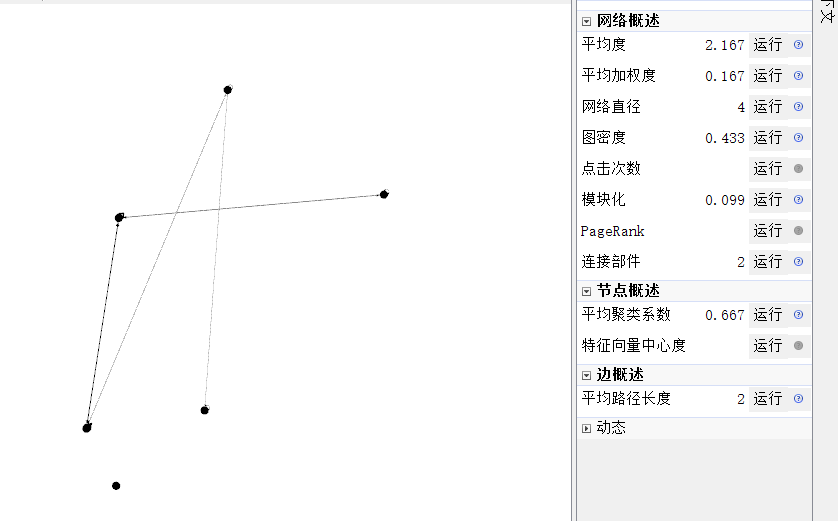 下文
网络概述
平均度 2.167 运行
平均加权度 0.167 运行
网络直径 4 运行
图密度 0.433 运行
点击次数 运行
模块化 0.099 运行
PageRank 运行
连接部件 2 运行
节点概述
平均聚类系数 0.667 运行
特征向量中心度 运行
边概述
平均路径长度 2 运行
动态